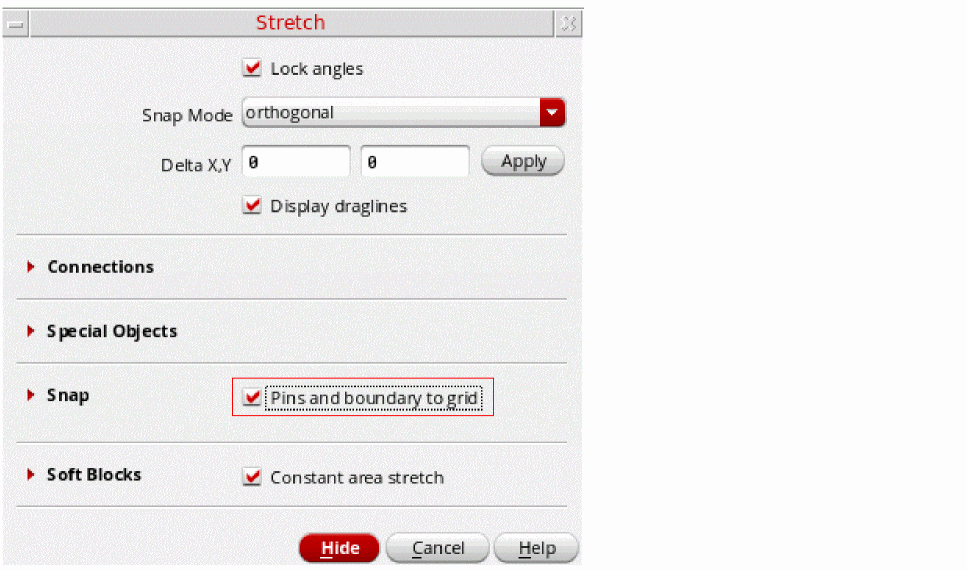 Stretch
Lock angles
Snap Mode orthogonal
Delta X,Y 0 0 Apply
Display draglines
Connections
Special Objects
Snap Pins and boundary to grid
Soft Blocks Constant area stretch
Hide Cancel Help